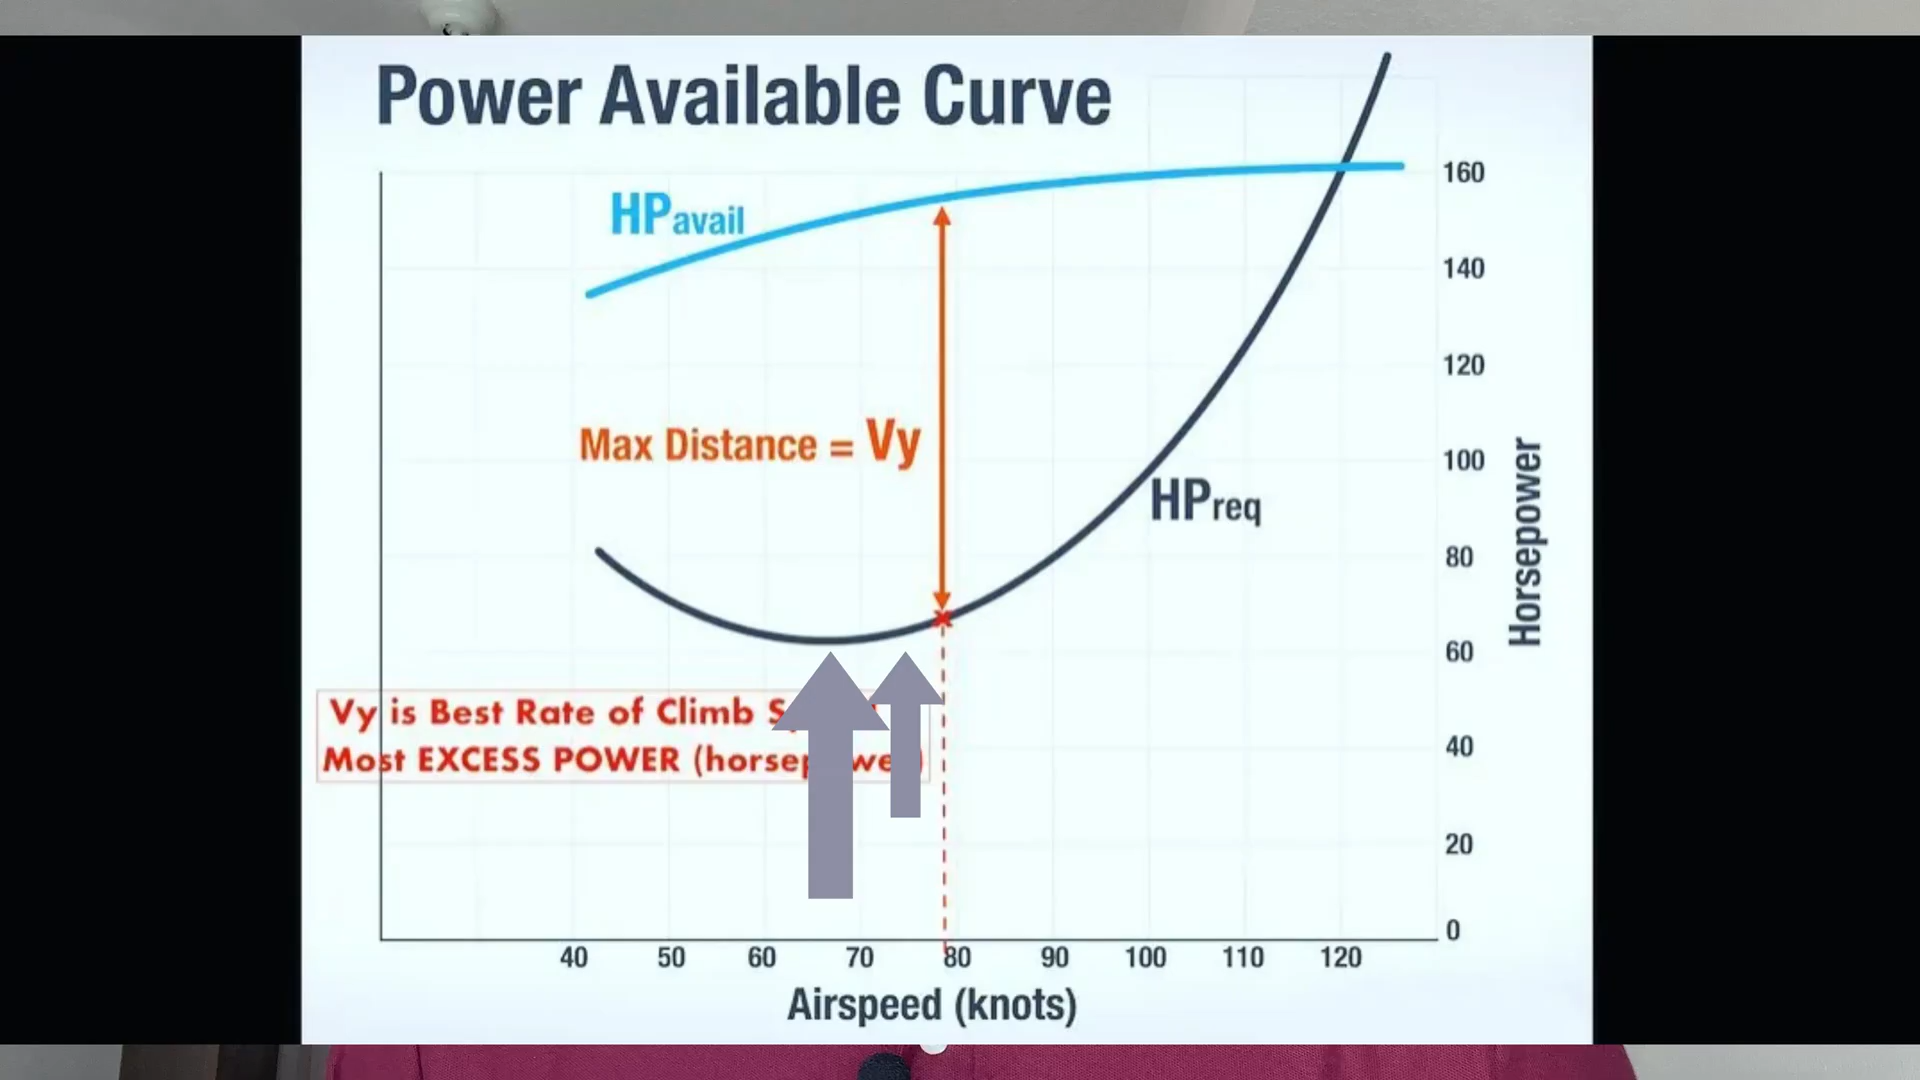 Power Available Curve
HPavail
Max Distance = Vy
HPreq
Vy is Best Rate of Climb
Most EXCESS POWER
160
140
120
100
80
60
40
20
0
Horsepower
40 50 60 70 80 90 100 110 120
Airspeed (knots)